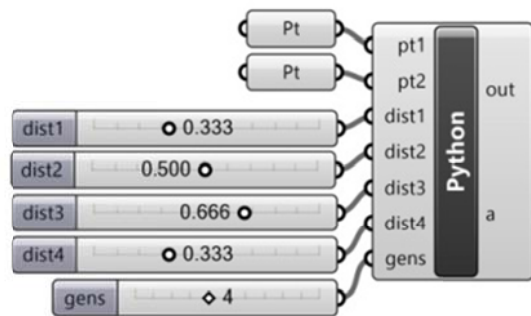 Pt
pt1
Pt
pt2
out
dist1 0.333
dist1
dist2 0.500
dist2
Python
dist3 0.666
dist3
a
dist4 0.333
dist4
gens 4
gens